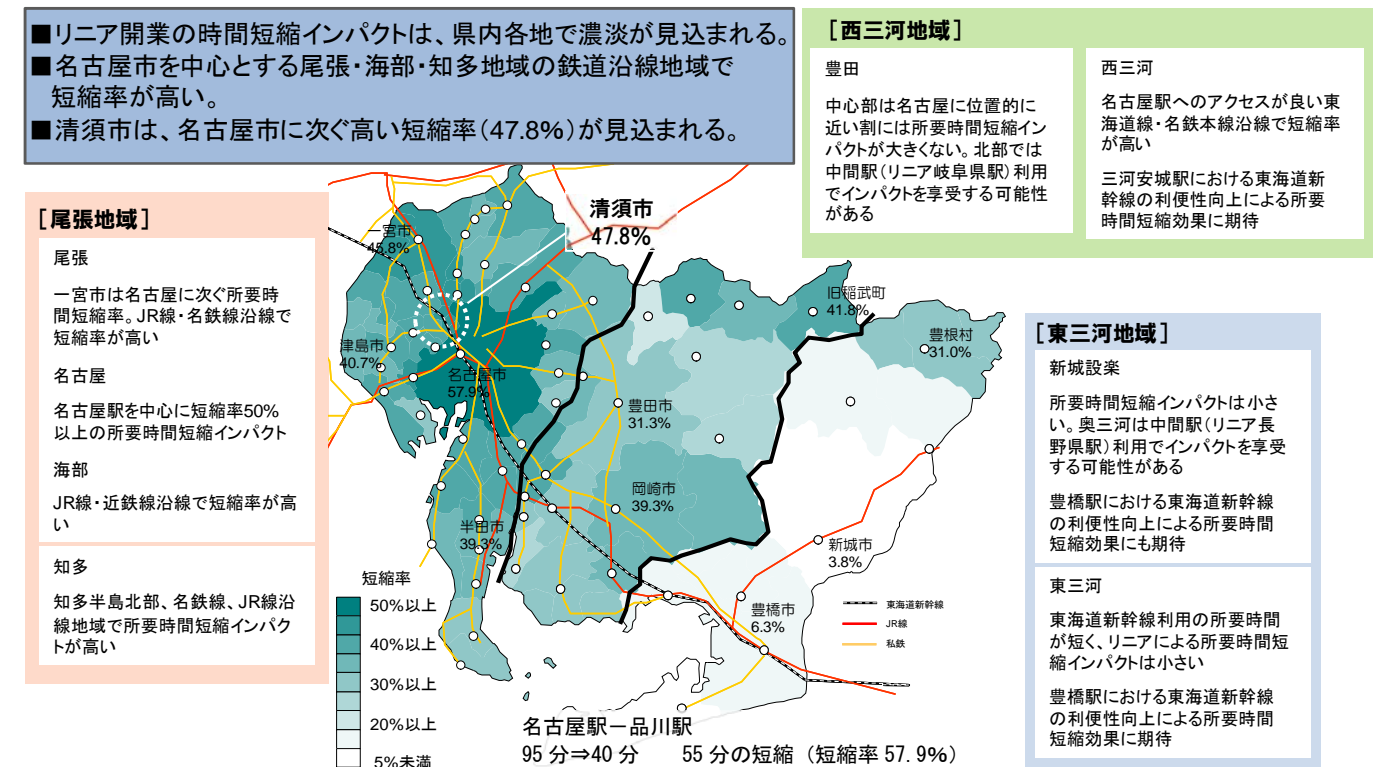 ■リニア開業の時間短縮インパクトは、県内各地で濃淡が見込まれる。
■名古屋市を中心とする尾張・海部・知多地域の鉄道沿線地域で
短縮率が高い。
■清須市は、名古屋市に次ぐ高い短縮率(47.8%)が見込まれる。
[西三河地域]
豊田
中心部は名古屋に位置的に
近い割には所要時間短縮イン
パクトが大きくない。北部では
中間駅(リニア岐阜県駅)利用
でインパクトを享受する可能性
がある
西三河
名古屋駅へのアクセスが良い東
海道線・名鉄本線沿線で短縮率
が高い
三河安城駅における東海道新
幹線の利便性向上による所要
時間短縮効果に期待
[尾張地域]
尾張
一宮市は名古屋に次ぐ所要時
間短縮率。JR線・名鉄線沿線で
短縮率が高い
名古屋
名古屋駅を中心に短縮率50%
以上の所要時間短縮インパクト
海部
JR線・近鉄線沿線で短縮率が高
い
知多
知多半島北部、名鉄線、JR線沿
線地域で所要時間短縮インパク
トが高い
清須市
47.8%
一宮市
45.8%
津島市
40.7%
名古屋市
57.9%
半田市
39.3%
豊田市
31.3%
岡崎市
39.3%
旧稲武町
41.8%
豊根村
31.0%
新城市
3.8%
豊橋市
6.3%
短縮率
50%以上
40%以上
30%以上
20%以上
5%未満
東海道新幹線
JR線
私鉄
名古屋駅－品川駅
95 分⇒40 分 55 分の短縮 (短縮率 57.9%)
[東三河地域]
新城設楽
所要時間短縮インパクトは小さ
い。奥三河は中間駅(リニア長
野県駅)利用でインパクトを享受
する可能性がある
豊橋駅における東海道新幹線
の利便性向上による所要時間
短縮効果にも期待
東三河
東海道新幹線利用の所要時間
が短く、リニアによる所要時間短
縮インパクトは小さい
豊橋駅における東海道新幹線
の利便性向上による所要時間
短縮効果に期待